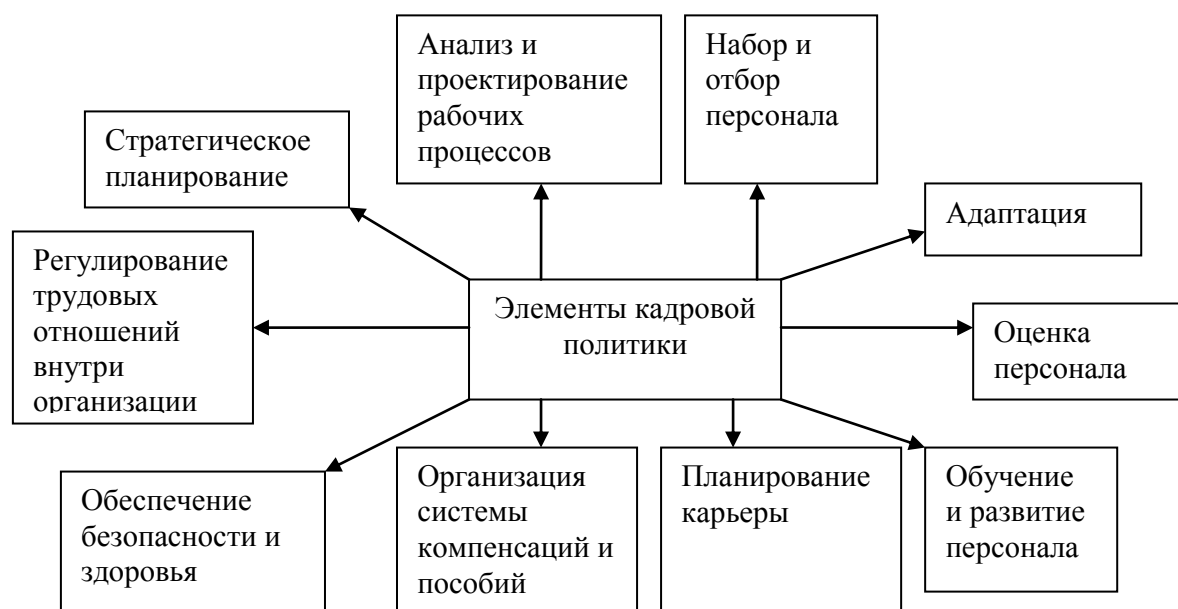 Анализ и
проектирование
рабочих
процессов
Набор и
отбор
персонала
Стратегическое
планирование
Адаптация
Регулирование
трудовых
отношений
внутри
организации
Элементы кадровой
политики
Оценка
персонала
Обеспечение
безопасности и
здоровья
Организация
системы
компенсаций и
пособий
Планирование
карьеры
Обучение
и развитие
персонала